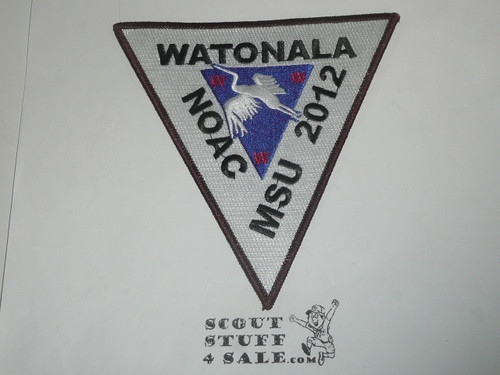 WATONALA
W W
W
NOAC
MSU 2012
SCOUT
STUFF
4 SALE.COM